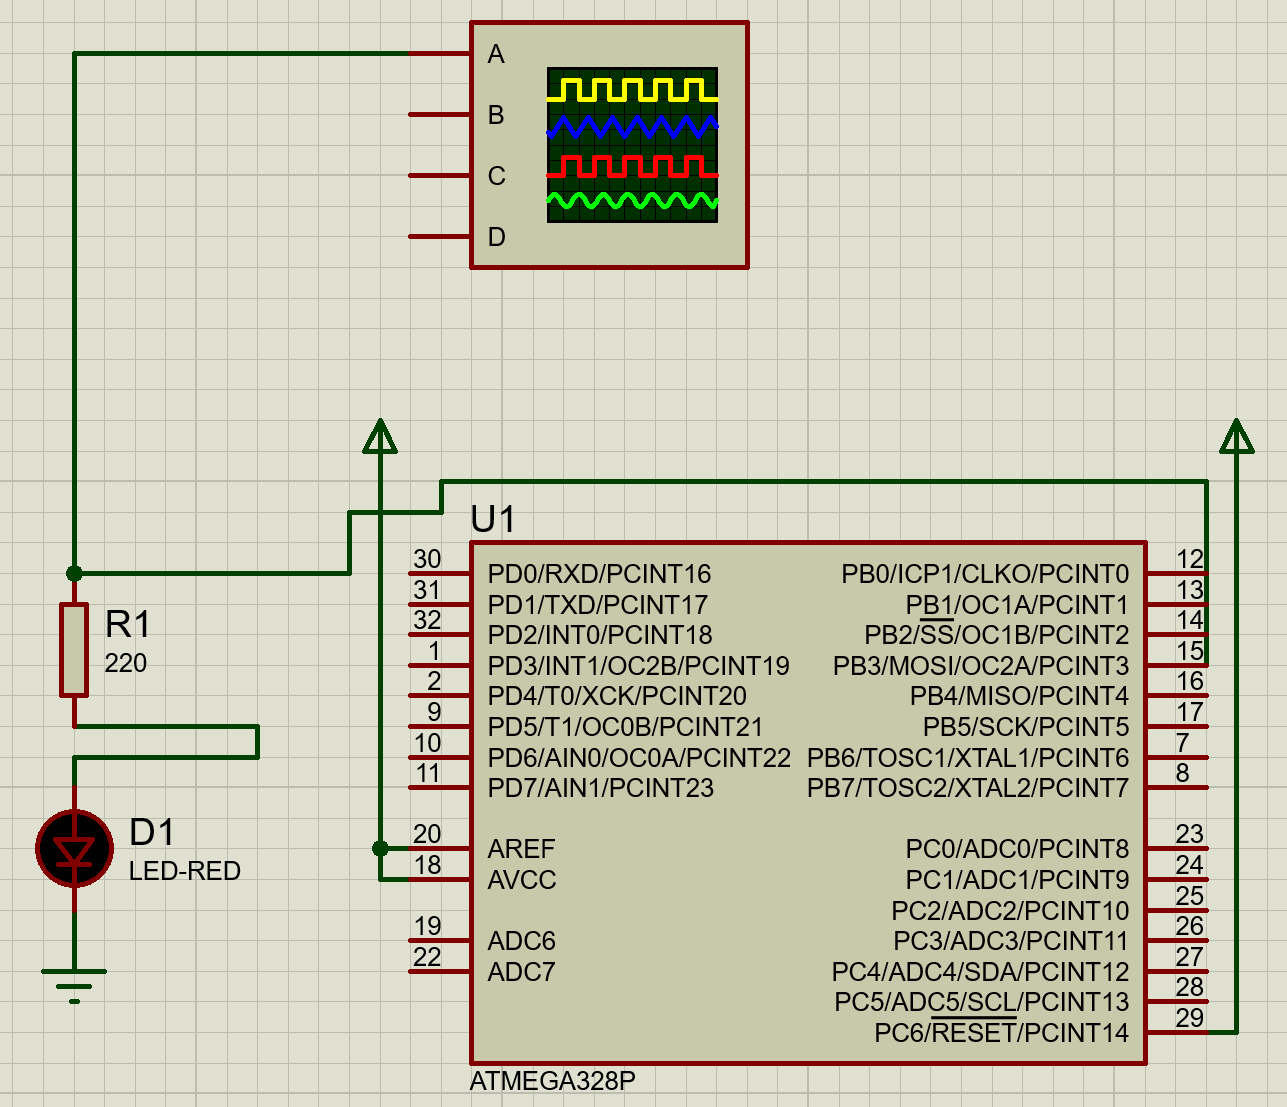 A
B
C
D
U1
30 PD0/RXD/PCINT16
31 PD1/TXD/PCINT17
32 PD2/INT0/PCINT18
1 PD3/INT1/OC2B/PCINT19
2 PD4/T0/XCK/PCINT20
9 PD5/T1/OC0B/PCINT21
10 PD6/AIN0/OC0A/PCINT22
11 PD7/AIN1/PCINT23
20 AREF
18 AVCC
19 ADC6
22 ADC7
PB0/ICP1/CLKO/PCINT0 12
PB1/OC1A/PCINT1 13
PB2/SS/OC1B/PCINT2 14
PB3/MOSI/OC2A/PCINT3 15
PB4/MISO/PCINT4 16
PB5/SCK/PCINT5 17
PB6/TOSC1/XTAL1/PCINT6 7
PB7/TOSC2/XTAL2/PCINT7 8
PC0/ADC0/PCINT8 23
PC1/ADC1/PCINT9 24
PC2/ADC2/PCINT10 25
PC3/ADC3/PCINT11 26
PC4/ADC4/SDA/PCINT12 27
PC5/ADC5/SCL/PCINT13 28
PC6/RESET/PCINT14 29
ATMEGA328P
R1
220
D1
LED-RED